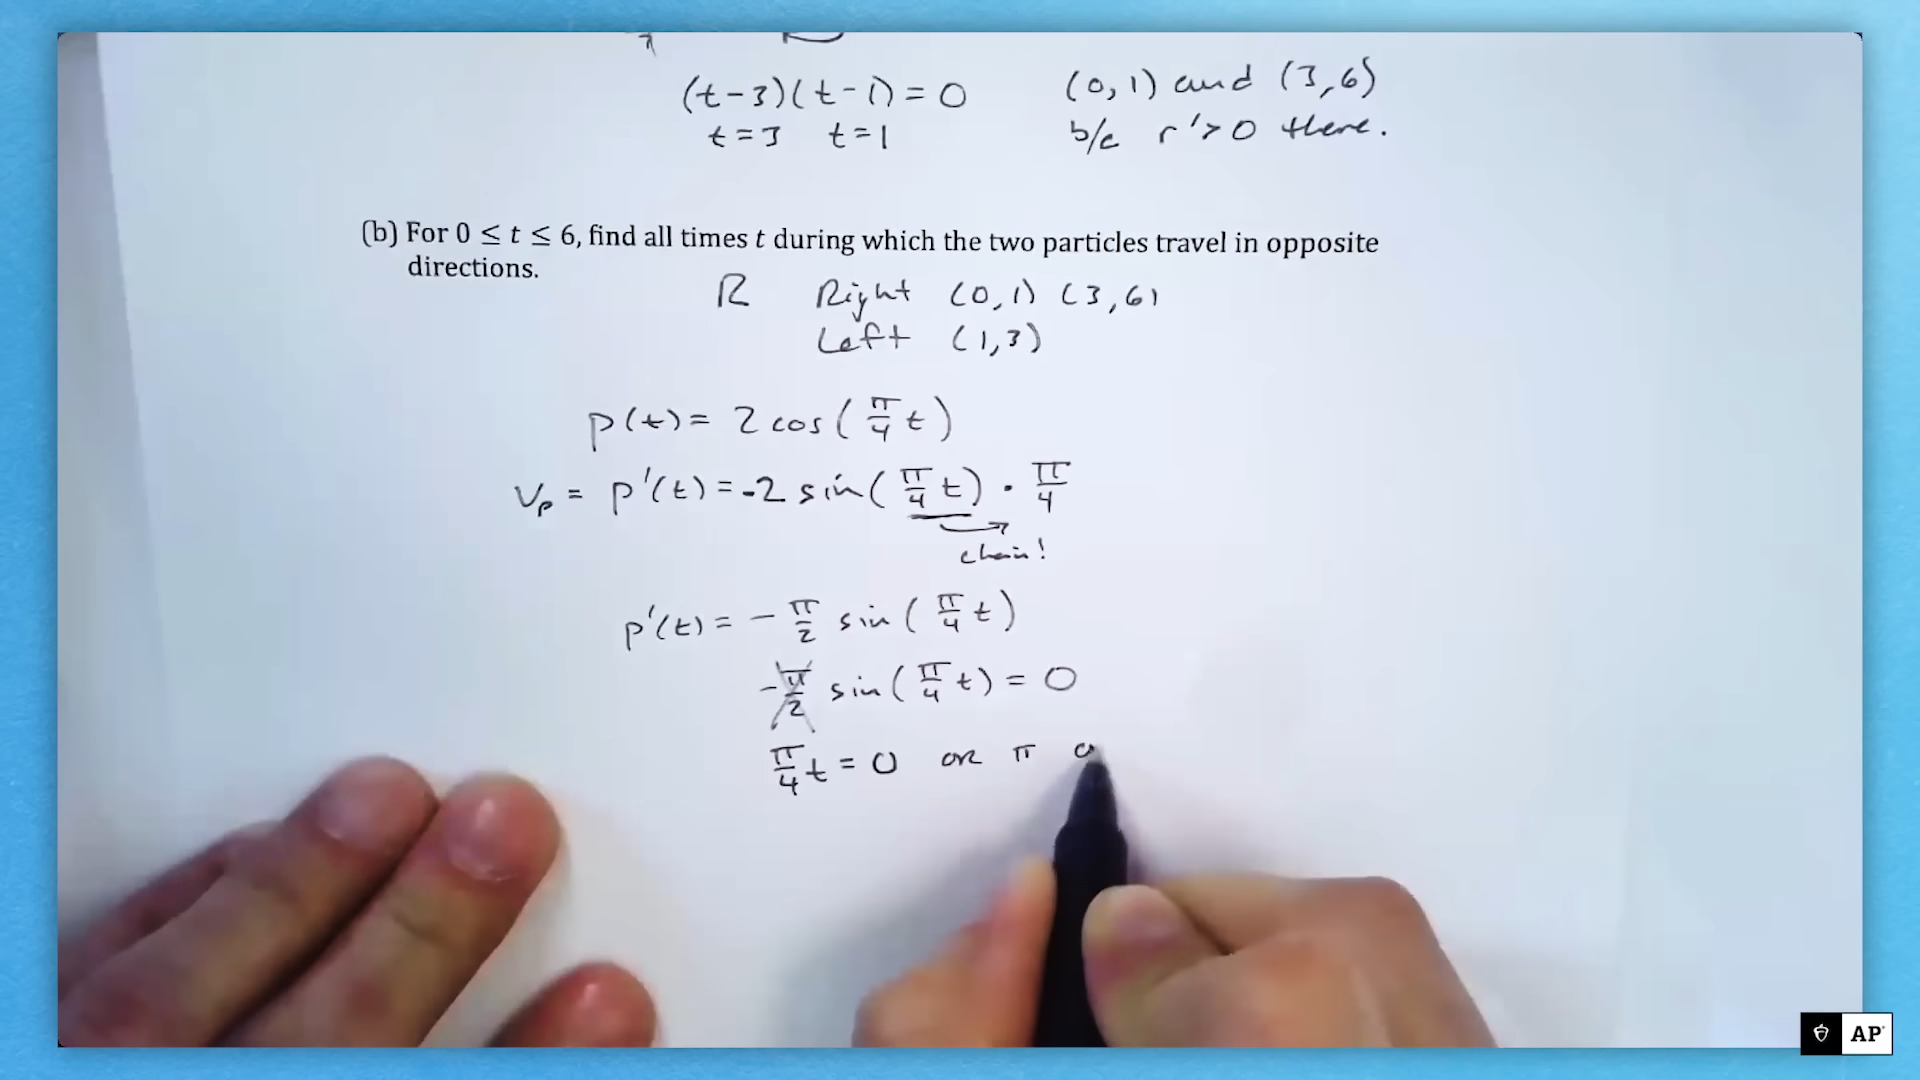 (t-3)(t-1) = 0
t=3 t=1
(0,1) and (3,6)
b/c r'>0 there.
(b) For 0 ≤ t ≤ 6, find all times t during which the two particles travel in opposite
directions.
R Right (0,1) (3,6)
Left (1,3)
p(t) = 2 cos(π/4 t)
Vp = p'(t) = -2 sin(π/4 t) · π/4
chain!
p'(t) = - π/2 sin(π/4 t)
-π/2 sin(π/4 t) = 0
π/4 t = 0 or π
AP